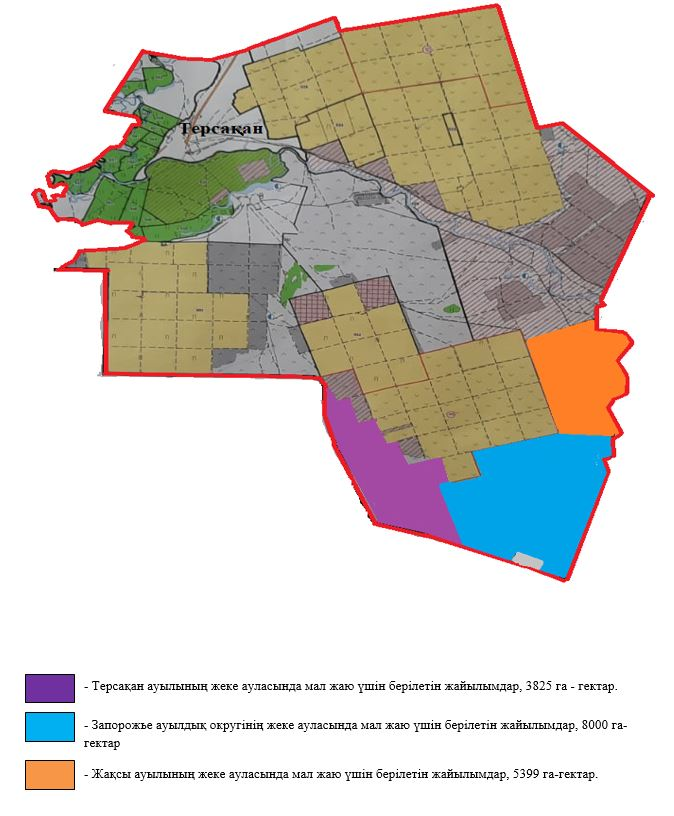 Терсақан
- Терсақан ауылының жеке ауласында мал жаю үшін берілетін жайылымдар, 3825 га - гектар.
- Запорожье ауылдық округінің жеке ауласында мал жаю үшін берілетін жайылымдар, 8000 га-
гектар
- Жақсы ауылының жеке ауласында мал жаю үшін берілетін жайылымдар, 5399 га-гектар.